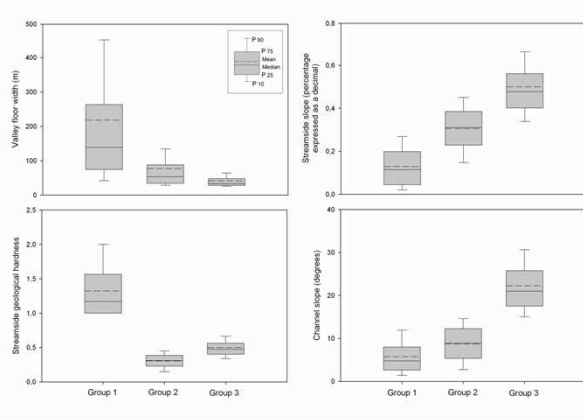 500
400
300
200
100
0
Valley floor width (m)
P 90
P 75
Mean
Median
P 25
P 10
0,8
0,6
0,4
0,2
0,0
Streamside slope (percentage
expressed as a decimal)
2,5
2,0
1,5
1,0
0,5
0,0
Streamside geological hardness
Group 1 Group 2 Group 3
40
30
20
10
0
Channel slope (degrees)
Group 1 Group 2 Group 3